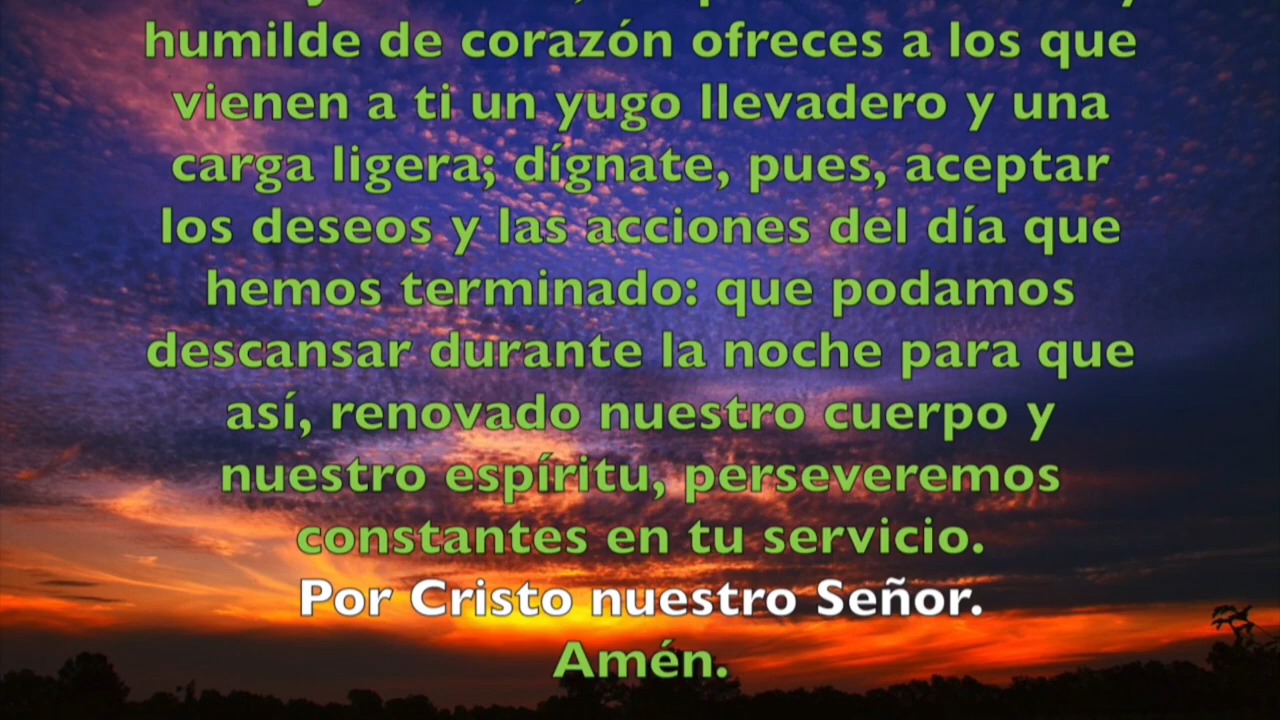 humilde de corazón ofreces a los que
vienen a ti un yugo llevadero y una
carga ligera; dígnate, pues, aceptar
los deseos y las acciones del día que
hemos terminado: que podamos
descansar durante la noche para que
así, renovado nuestro cuerpo y
nuestro espíritu, perseveremos
constantes en tu servicio.
Por Cristo nuestro Señor.
Amén.